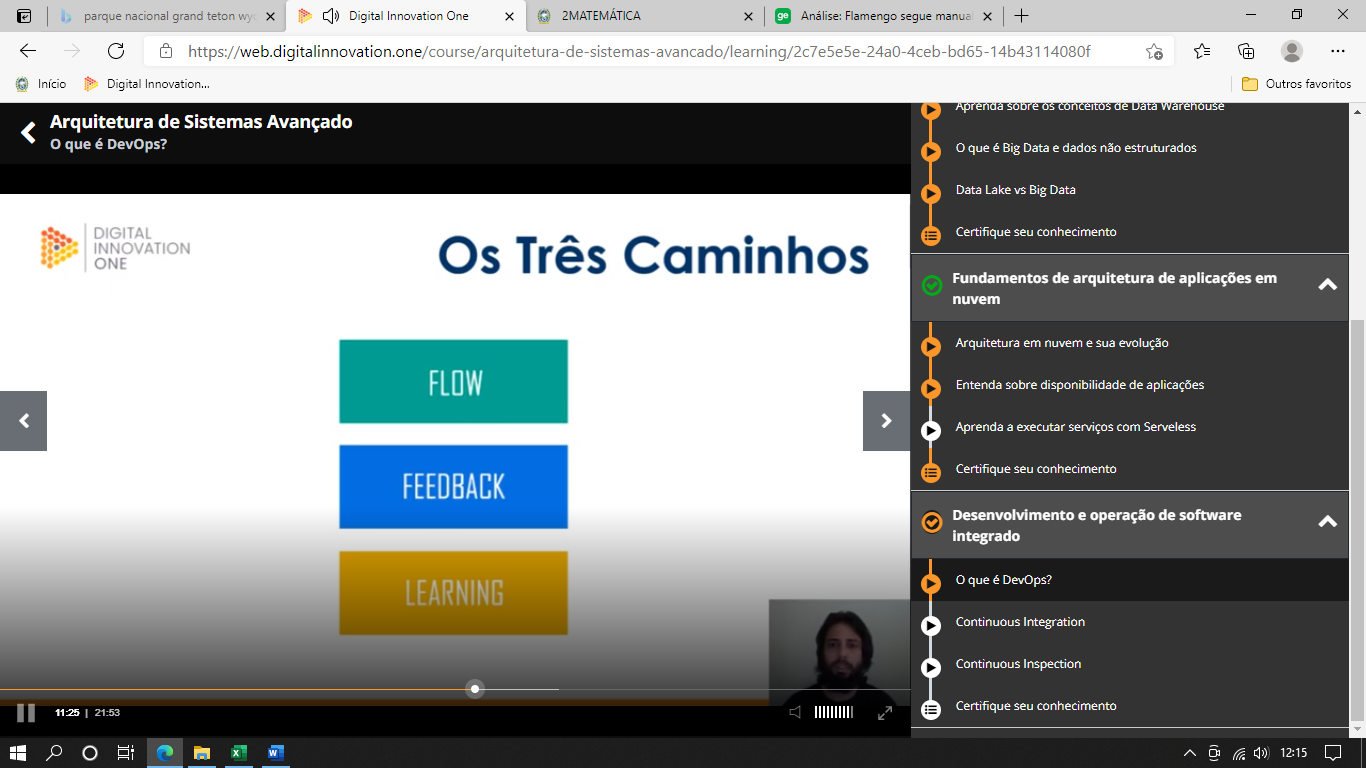 parque nacional grand teton wy
Digital Innovation One
2MATEMÁTICA
Análise: Flamengo segue manual
https://web.digitalinnovation.one/course/arquitetura-de-sistemas-avancado/learning/2c7e5e5e-24a0-4ceb-bd65-14b43114080f
Início
Digital Innovation...
Outros favoritos
Arquitetura de Sistemas Avançado
O que é DevOps?
DIGITAL
INNOVATION
ONE
Os Três Caminhos
FLOW
FEEDBACK
LEARNING
11:25 | 21:53
Aprenda sobre os conceitos de Data Warehouse
O que é Big Data e dados não estruturados
Data Lake vs Big Data
Certifique seu conhecimento
Fundamentos de arquitetura de aplicações em
nuvem
Arquitetura em nuvem e sua evolução
Entenda sobre disponibilidade de aplicações
Aprenda a executar serviços com Serveless
Certifique seu conhecimento
Desenvolvimento e operação de software
integrado
O que é DevOps?
Continuous Integration
Continuous Inspection
Certifique seu conhecimento
12:15